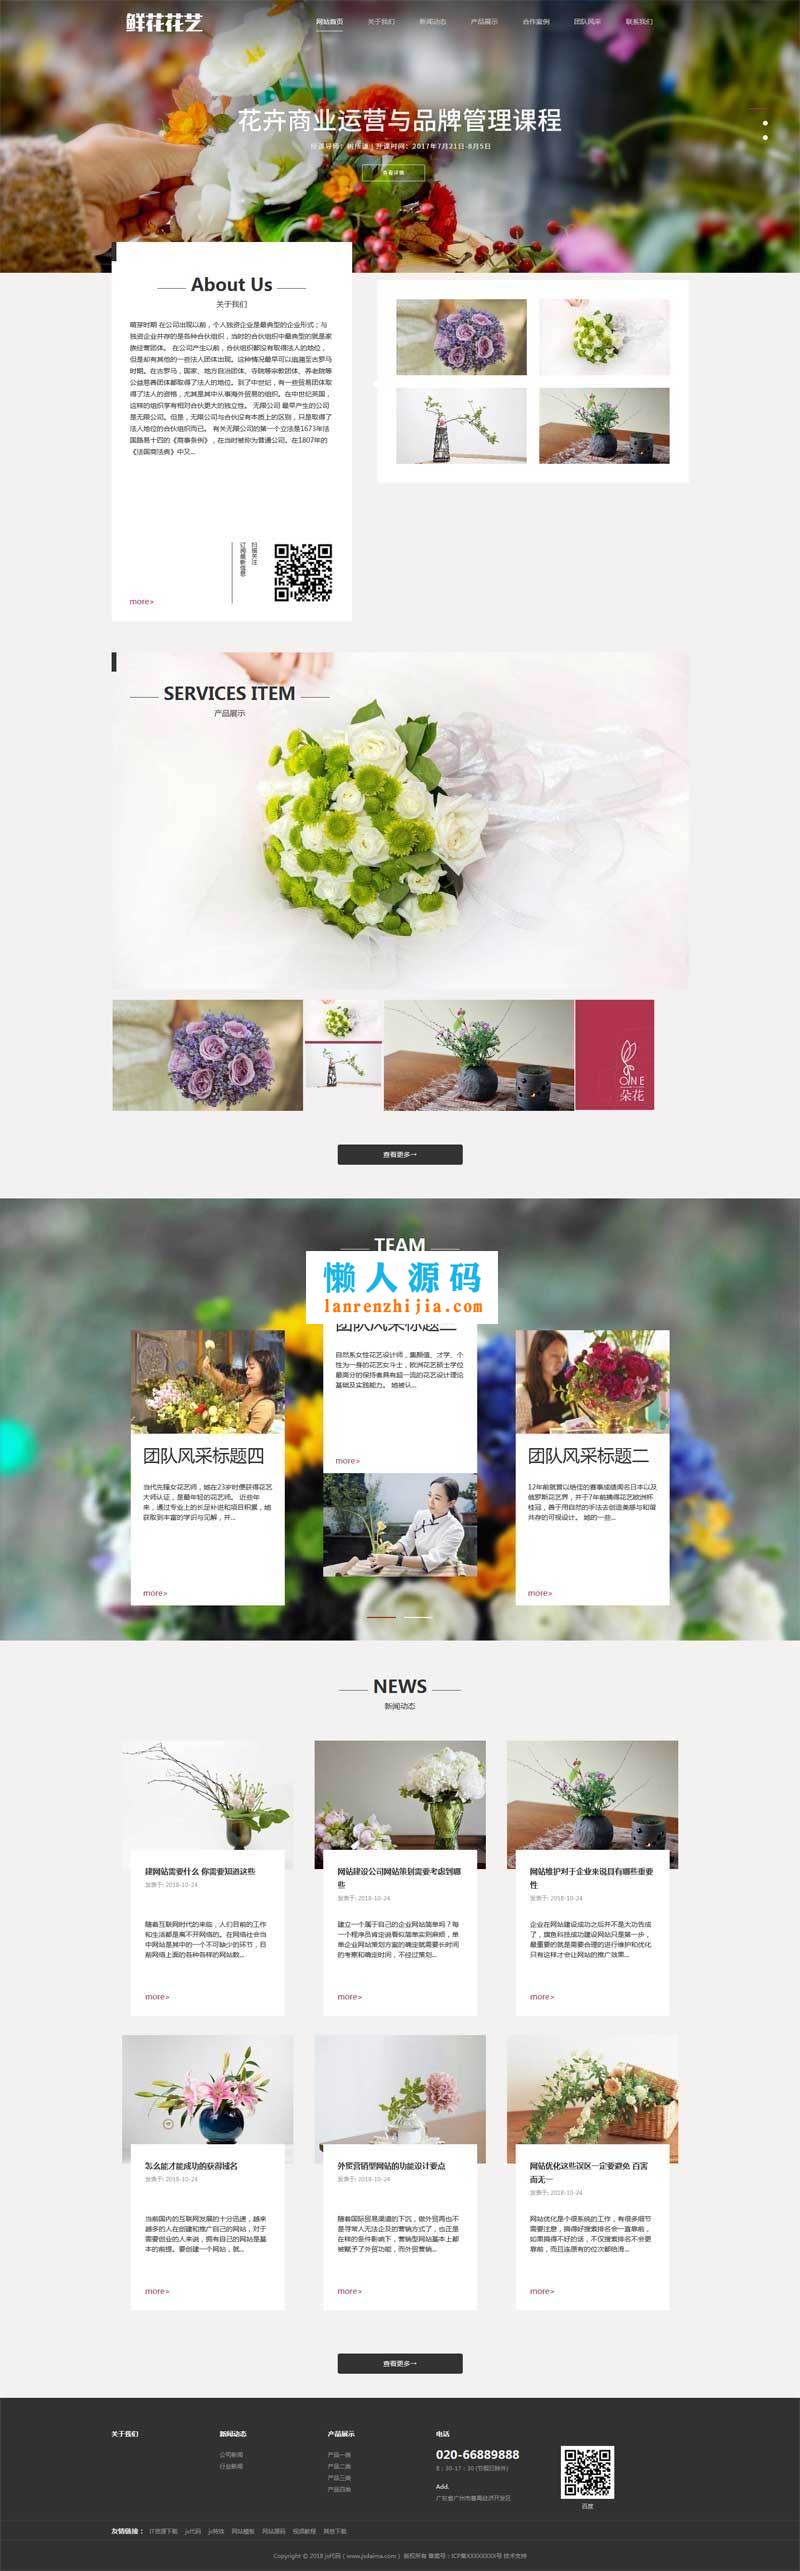 鲜花花艺
网站首页 关于我们 新闻动态 产品展示 合作案例 团队风采 联系我们
花卉商业运营与品牌管理课程
开课时间：2017年7月21日-8月5日
查看详情
About Us
关于我们
萌芽时期 在公司出现以前，个人独资企业是最典型的企业形式；与
独资企业并存的是各种合伙组织，当时的合伙组织中最典型的就是家
族经营团体。 在公司产生以前，合伙组织都没有取得法人的地位，
但是却有其他的一些法人团体出现。这种情况最早可以追溯至古罗马
时期。在古罗马，国家、地方自治团体、寺院等宗教团体、养老院等
公益慈善团体都取得了法人的地位。到了中世纪，有一些贸易团体取
得了法人的资格，尤其是其中从事海外贸易的组织。在中世纪英国，
这样的组织享有相对合伙更大的独立性。 无限公司 最早产生的公司
是无限公司。但是，无限公司与合伙没有本质上的区别，只是取得了
法人地位的合伙组织而已。 有关无限公司的第一个立法是1673年法
国路易十四的《商事条例》，在当时被称为普通公司。在1807年的
《法国商法典》中又...
扫描关注
订阅最新信息
more>
SERVICES ITEM
产品展示
ONE
朵花
查看更多→
TEAM
懒人源码
lanrenzhijia.com
团队风采标题三
自然系女性花艺设计师，集颜值、才学、个
性为一身的花艺女斗士，欧洲花艺硕士学位
最高分的保持者具有超一流的花艺设计理论
基础及实践能力。 她被认...
more>
团队风采标题四
当代先锋女花艺师，她在23岁时便获得花艺
大师认证，是最年轻的花艺师。 近些年
来，通过专业上的长足补进和项目积累，她
获取到丰富的学识与见解，并...
more>
团队风采标题二
12年前就曾以绝佳的赛事成绩闻名日本以及
俄罗斯花艺界，并于7年前摘得花艺欧洲杯
桂冠，善于用自然的手法去创造美感与和谐
共存的可视设计。 她的一些...
more>
NEWS
新闻动态
建网站需要什么 你需要知道这些
发表于: 2018-10-24
随着互联网时代的来临，人们目前的工作
和生活都是离不开网络的。在网络社会当
中网站是其中的一个不可缺少的环节，目
前网络上面的各种各样的网站数...
more>
网站建设公司网站策划需要考虑到哪
些
发表于: 2018-10-24
建立一个属于自己的企业网站简单吗？每
一个程序员肯定说看似简单实则麻烦，单
单企业网站策划方案的确定就需要长时间
的考察和确定时间，不经过策划...
more>
网站维护对于企业来说具有哪些重要
性
发表于: 2018-10-24
企业在网站建设成功之后并不是大功告成
了，旗鱼科技成功建设网站只是第一步，
最重要的就是需要合理的进行维护和优化
只有这样才会让网站的推广效果...
more>
怎么能才能成功的获得域名
发表于: 2018-10-24
当前国内的互联网发展的十分迅速，越来
越多的人在创建和推广自己的网站，对于
需要创业的人来说，拥有自己的网站是基
本的前提。要创建一个网站，就...
more>
外贸营销型网站的功能设计要点
发表于: 2018-10-24
随着国际贸易渠道的下沉，做外贸再也不
是寻常人无法企及的营销方式了，也正是
在样的条件影响下，营销型网站基本上都
被赋予了外贸功能，而外贸营销...
more>
网站优化这些误区一定要避免 百害
而无一
发表于: 2018-10-24
网站优化是个很系统的工作，有很多细节
需要注意，搞得好搜索排名会一直靠前，
如果搞得不好的话，不仅搜索排名不会更
靠前，而且连原有的位次都給滑...
more>
查看更多→
关于我们 新闻动态 产品展示 电话
公司新闻
行业新闻
产品一类
产品二类
产品三类
产品四类
020-66889888
8：30-17：30 (节假日除外)
Add.
广东省广州市番禺经济开发区
百度
友情链接： IT资源下载 js代码 js特效 网站模板 网站源码 视频教程 其他下载
Copyright © 2018 js代码（www.jsdaima.com） 版权所有 备案号：ICP备XXXXXXXX号 技术支持